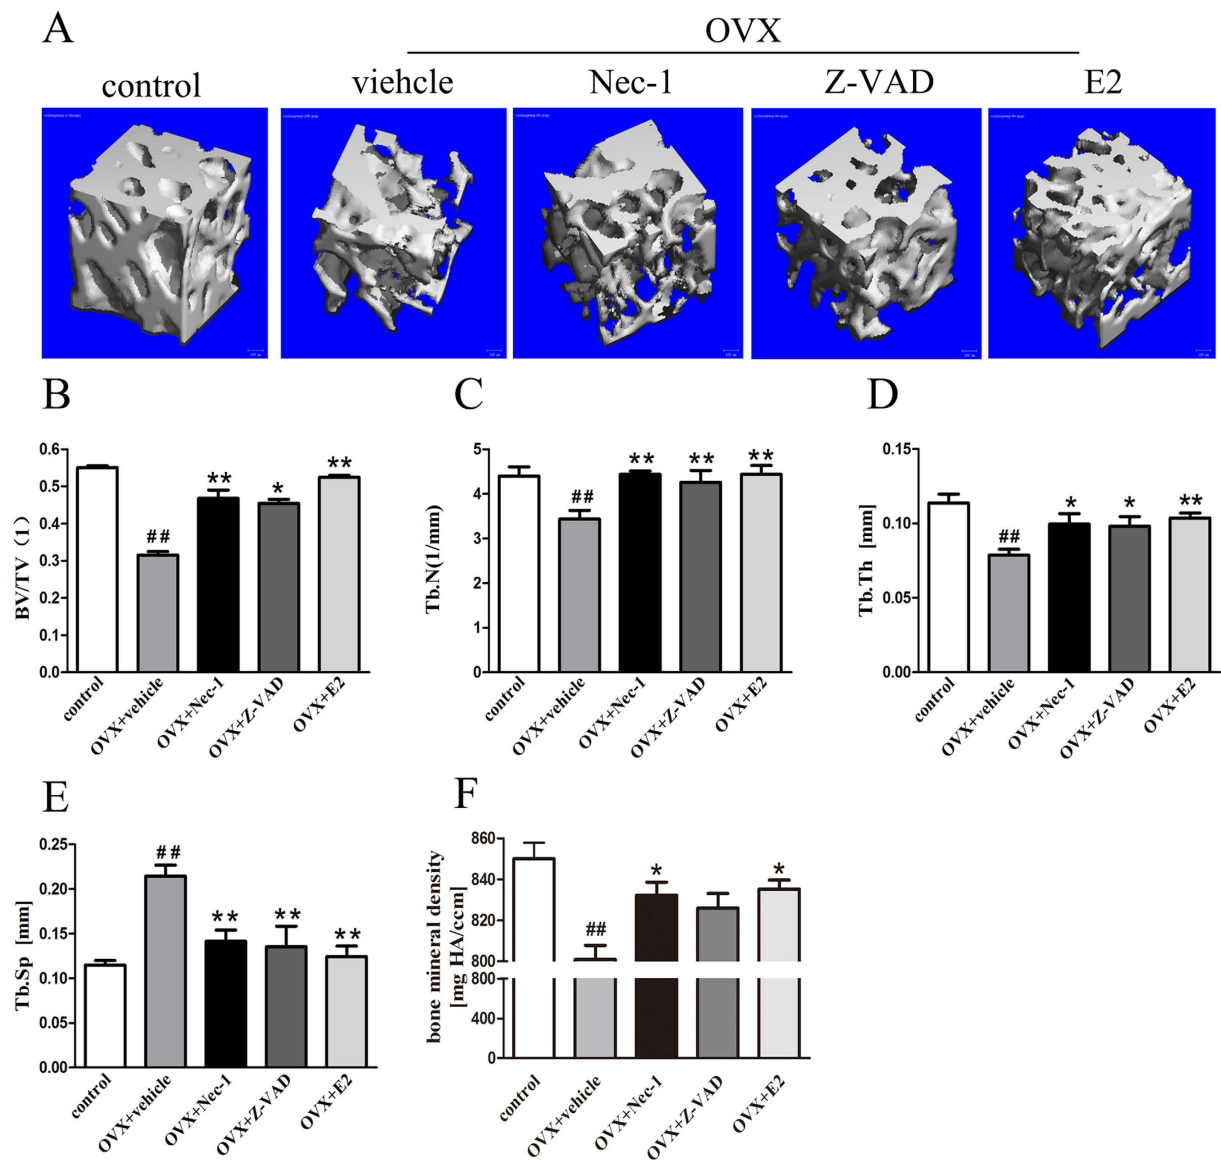 A
OVX
control
viehcle
Nec-1
Z-VAD
E2
B
BV/TV (1)
0.6
0.5
0.4
0.3
0.2
0.1
0.0
##
**
*
**
control
OVX+vehicle
OVX+Nec-1
OVX+Z-VAD
OVX+E2
C
Tb.N(1/mm)
5
4
3
2
1
0
##
**
**
**
control
OVX+vehicle
OVX+Nec-1
OVX+Z-VAD
OVX+E2
D
Tb.Th [mm]
0.15
0.10
0.05
0.00
##
*
*
**
control
OVX+vehicle
OVX+Nec-1
OVX+Z-VAD
OVX+E2
E
Tb.Sp [mm]
0.25
0.20
0.15
0.10
0.05
0.00
##
**
**
**
control
OVX+vehicle
OVX+Nec-1
OVX+Z-VAD
OVX+E2
F
bone mineral density
[mg HA/ccm]
860
840
820
800
800
400
0
##
*
*
control
OVX+vehicle
OVX+Nec-1
OVX+Z-VAD
OVX+E2